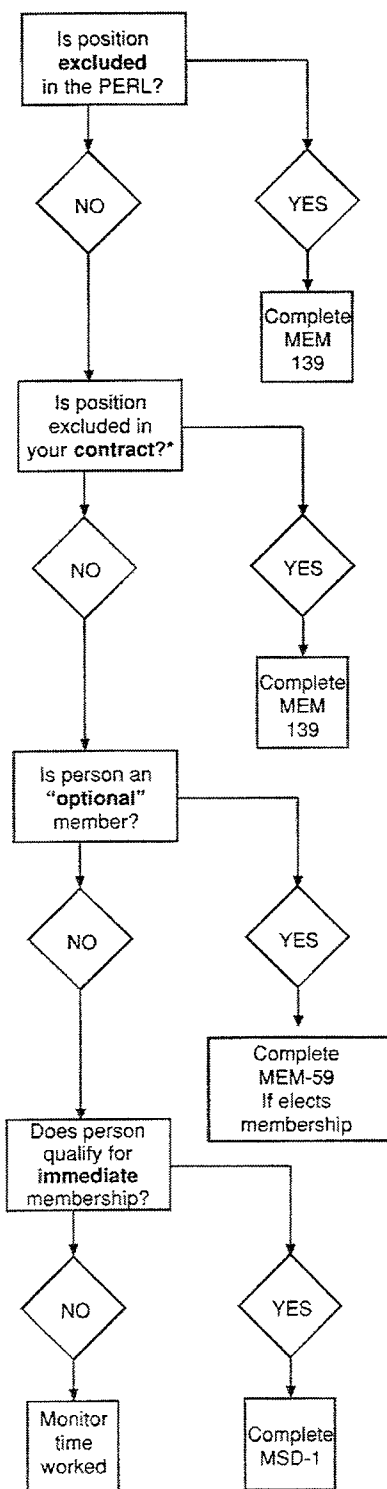 Is position
excluded
in the PERL?
NO
YES
Complete
MEM
139
Is position
excluded in
your contract?*
NO
YES
Complete
MEM
139
Is person an
“optional”
member?
NO
YES
Complete
MEM-59
If elects
membership
Does person
qualify for
immediate
membership?
NO
YES
Monitor
time
worked
Complete
MSD-1